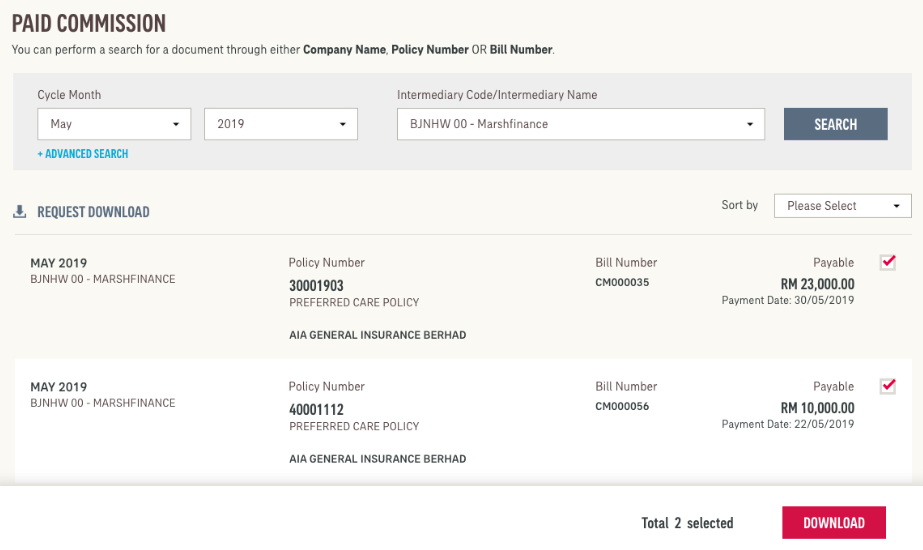 PAID COMMISSION
You can perform a search for a document through either Company Name, Policy Number OR Bill Number.
Cycle Month
Intermediary Code/Intermediary Name
May
2019
BJNHW 00 - Marshfinance
SEARCH
+ ADVANCED SEARCH
REQUEST DOWNLOAD
Sort by
Please Select
MAY 2019
BJNHW 00 - MARSHFINANCE
Policy Number
30001903
PREFERRED CARE POLICY
AIA GENERAL INSURANCE BERHAD
Bill Number
CM000035
Payable
RM 23,000.00
Payment Date: 30/05/2019
MAY 2019
BJNHW 00 - MARSHFINANCE
Policy Number
40001112
PREFERRED CARE POLICY
AIA GENERAL INSURANCE BERHAD
Bill Number
CM000056
Payable
RM 10,000.00
Payment Date: 22/05/2019
Total 2 selected
DOWNLOAD